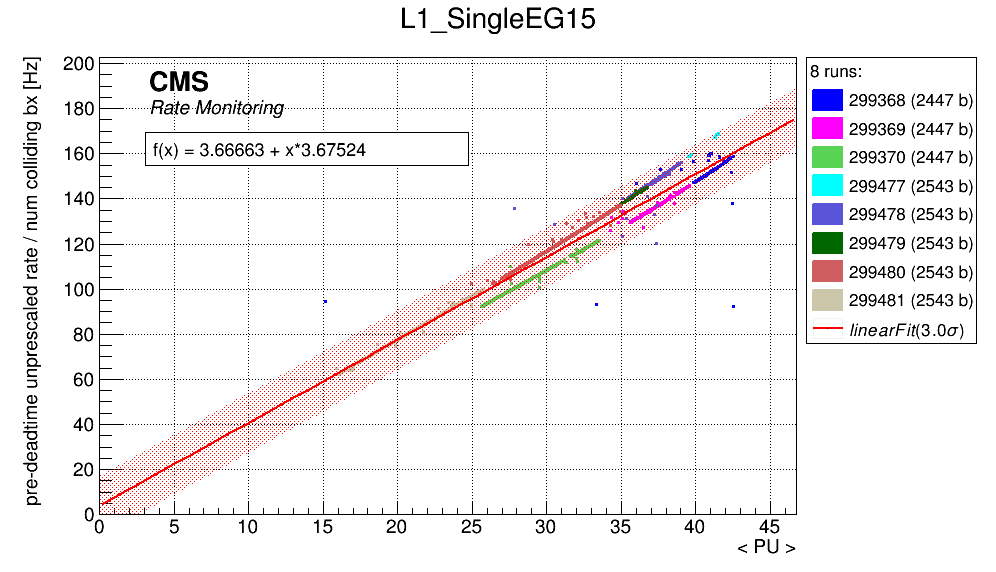 L1_SingleEG15
pre-deadtime unprescaled rate / num colliding bx [Hz]
200
180
160
140
120
100
80
60
40
20
0
CMS
Rate Monitoring
f(x) = 3.66663 + x*3.67524
0 5 10 15 20 25 30 35 40 45
< PU >
8 runs:
299368 (2447 b)
299369 (2447 b)
299370 (2447 b)
299477 (2543 b)
299478 (2543 b)
299479 (2543 b)
299480 (2543 b)
299481 (2543 b)
linearFit(3.0σ)